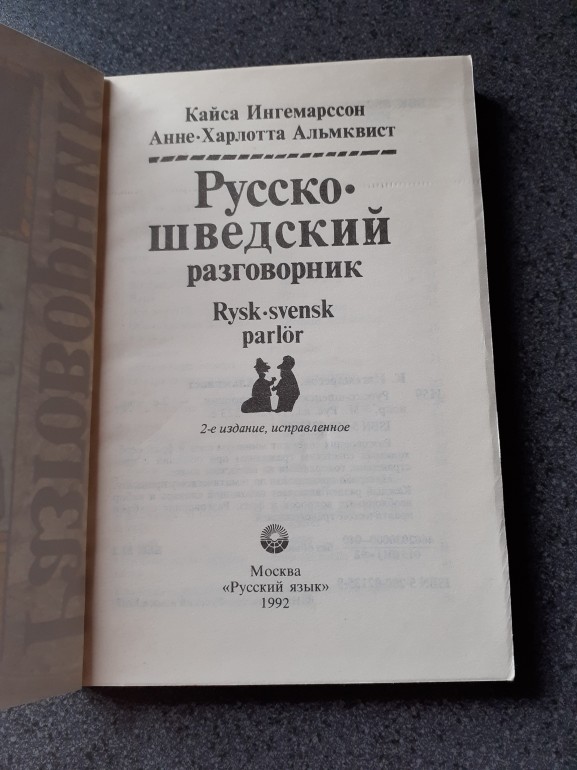 Кайса Ингемарссон
Анне-Харлотта Альмквист
Русско-
шведский
разговорник
Rysk-svensk
parlör
2-е издание, исправленное
Москва
«Русский язык»
1992